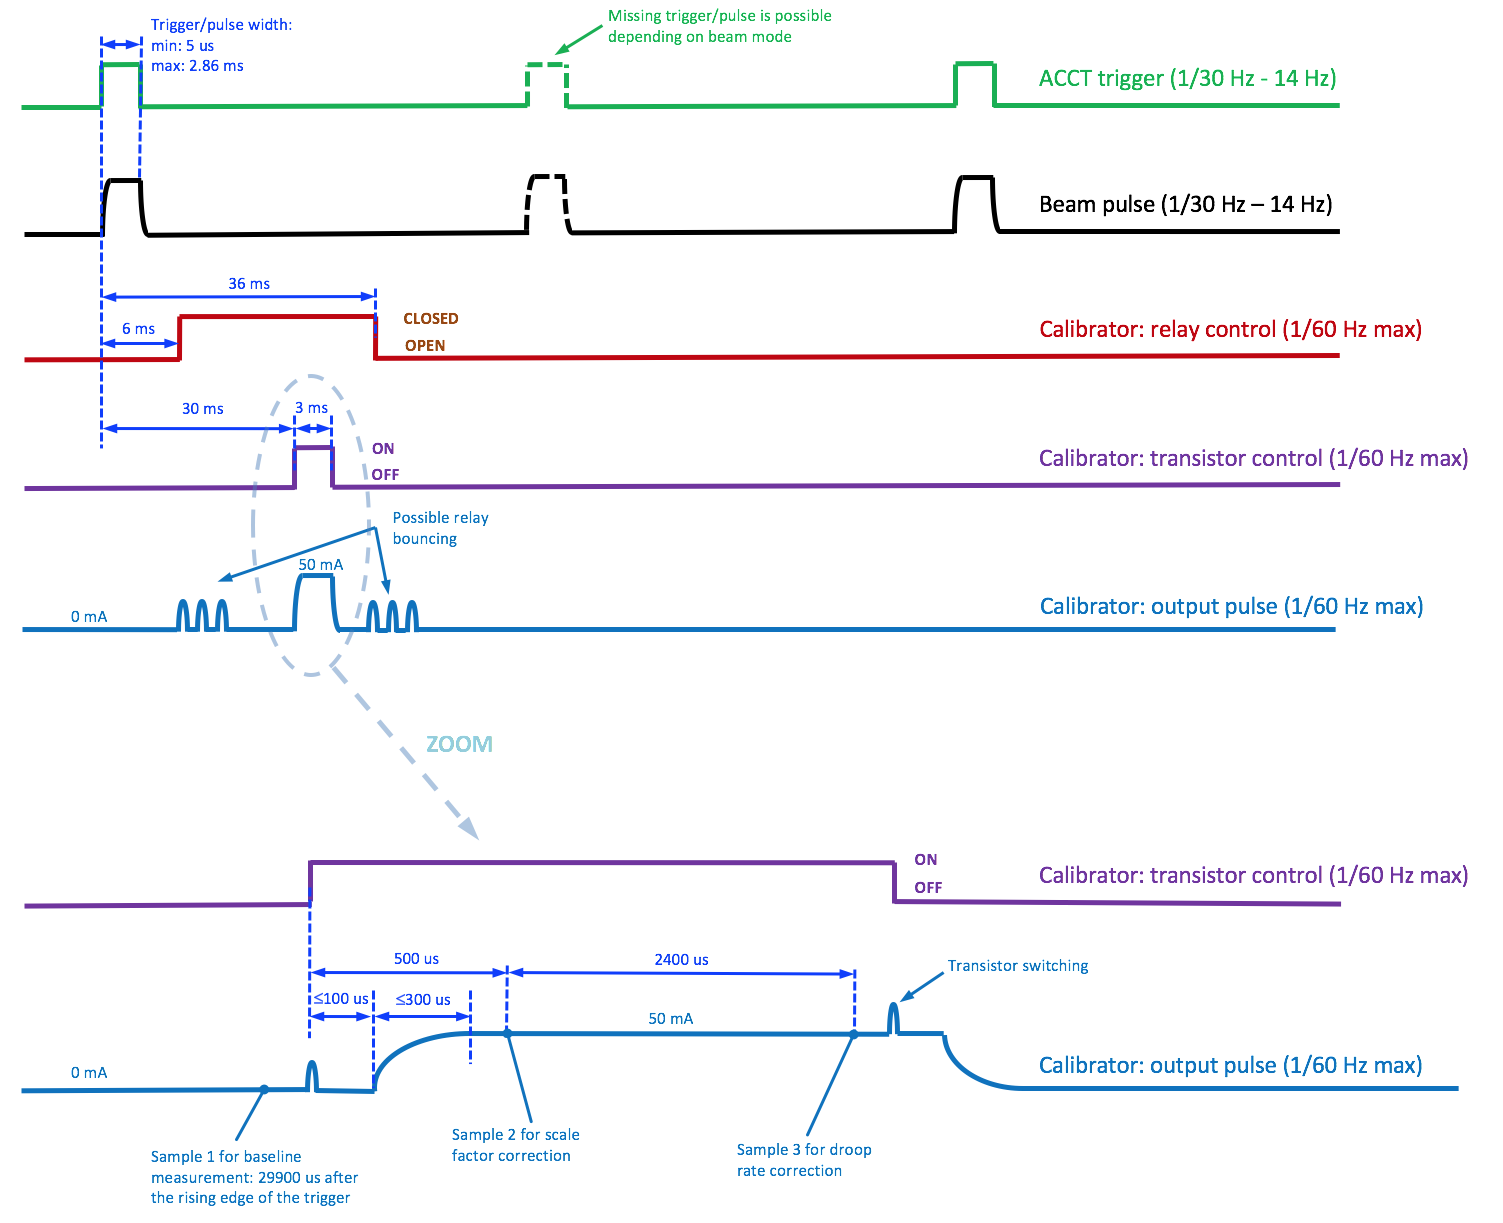 Trigger/pulse width:
min: 5 us
max: 2.86 ms
Missing trigger/pulse is possible
depending on beam mode
ACCT trigger (1/30 Hz - 14 Hz)
Beam pulse (1/30 Hz – 14 Hz)
36 ms
6 ms
CLOSED
OPEN
Calibrator: relay control (1/60 Hz max)
30 ms
3 ms
ON
OFF
Calibrator: transistor control (1/60 Hz max)
Possible relay
bouncing
50 mA
0 mA
Calibrator: output pulse (1/60 Hz max)
ZOOM
ON
OFF
Calibrator: transistor control (1/60 Hz max)
500 us
2400 us
Transistor switching
≤100 us
≤300 us
50 mA
0 mA
Calibrator: output pulse (1/60 Hz max)
Sample 1 for baseline
measurement: 29900 us after
the rising edge of the trigger
Sample 2 for scale
factor correction
Sample 3 for droop
rate correction